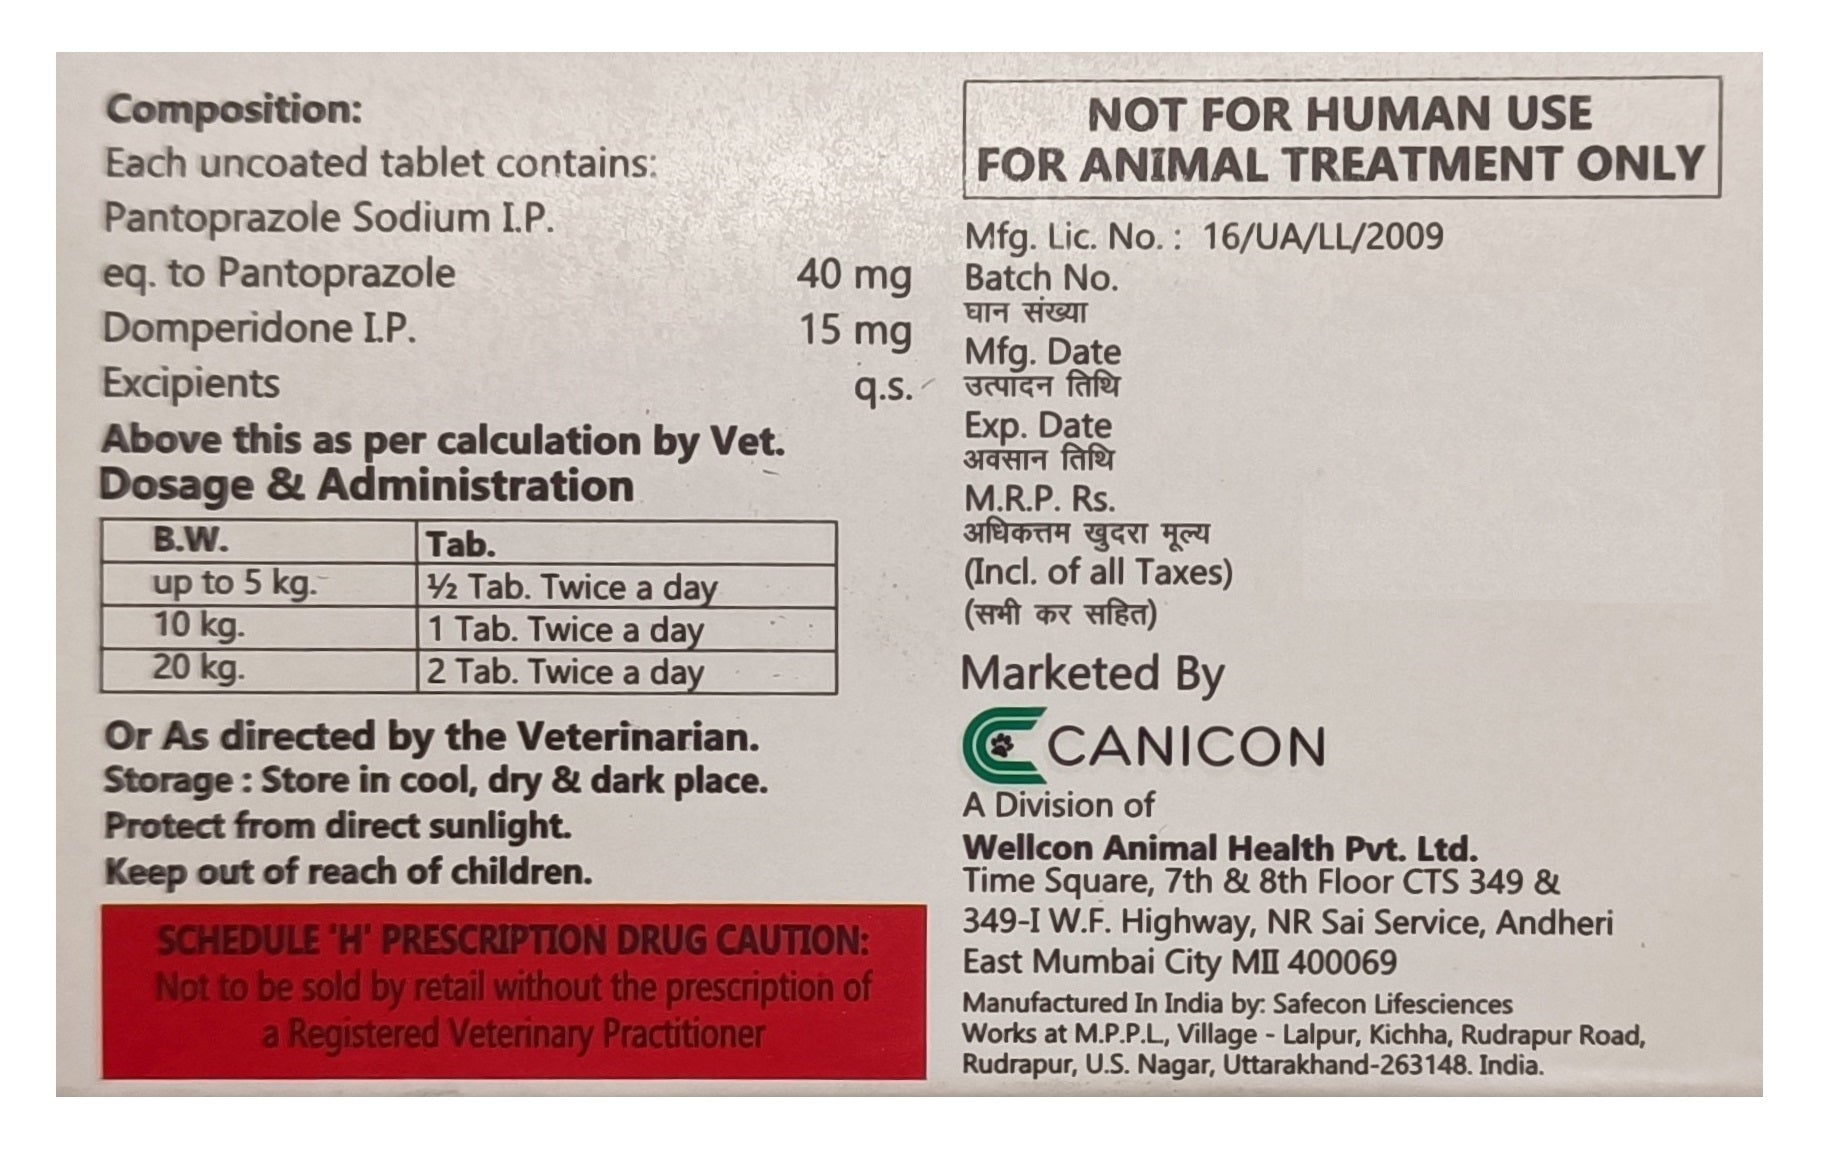 Composition:
Each uncoated tablet contains:
Pantoprazole Sodium I.P.
eq. to Pantoprazole 40 mg
Domperidone I.P. 15 mg
Excipients q.s.
Above this as per calculation by Vet.
Dosage & Administration
B.W. Tab.
up to 5 kg. ½ Tab. Twice a day
10 kg. 1 Tab. Twice a day
20 kg. 2 Tab. Twice a day
Or As directed by the Veterinarian.
Storage : Store in cool, dry & dark place.
Protect from direct sunlight.
Keep out of reach of children.
SCHEDULE 'H' PRESCRIPTION DRUG CAUTION:
Not to be sold by retail without the prescription of
a Registered Veterinary Practitioner
NOT FOR HUMAN USE
FOR ANIMAL TREATMENT ONLY
Mfg. Lic. No. : 16/UA/LL/2009
Batch No.
घान संख्या
Mfg. Date
उत्पादन तिथि
Exp. Date
अवसान तिथि
M.R.P. Rs.
अधिकत्तम खुदरा मूल्य
(Incl. of all Taxes)
(सभी कर सहित)
Marketed By
CANICON
A Division of
Wellcon Animal Health Pvt. Ltd.
Time Square, 7th & 8th Floor CTS 349 &
349-I W.F. Highway, NR Sai Service, Andheri
East Mumbai City MII 400069
Manufactured In India by: Safecon Lifesciences
Works at M.P.P.L, Village - Lalpur, Kichha, Rudrapur Road,
Rudrapur, U.S. Nagar, Uttarakhand-263148. India.